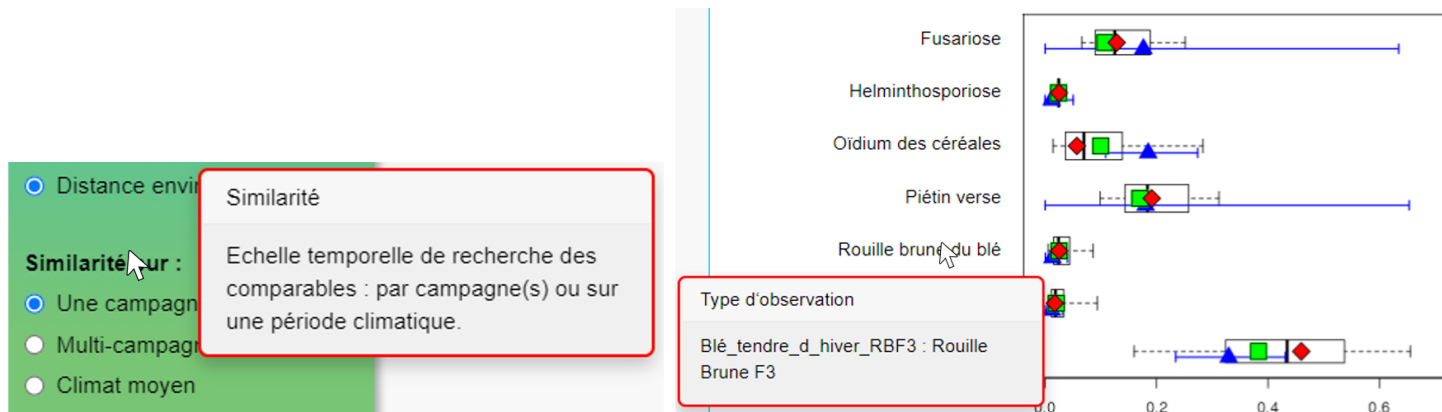 Distance envir
Similarité
Echelle temporelle de recherche des
comparables : par campagne(s) ou sur
une période climatique.
Similarité sur :
Une campagn
Multi-campagn
Climat moyen
Fusariose
Helminthosporiose
Oïdium des céréales
Piétin verse
Rouille brune du blé
Type d'observation
Blé_tendre_d_hiver_RBF3 : Rouille
Brune F3
0.0 0.2 0.4 0.6